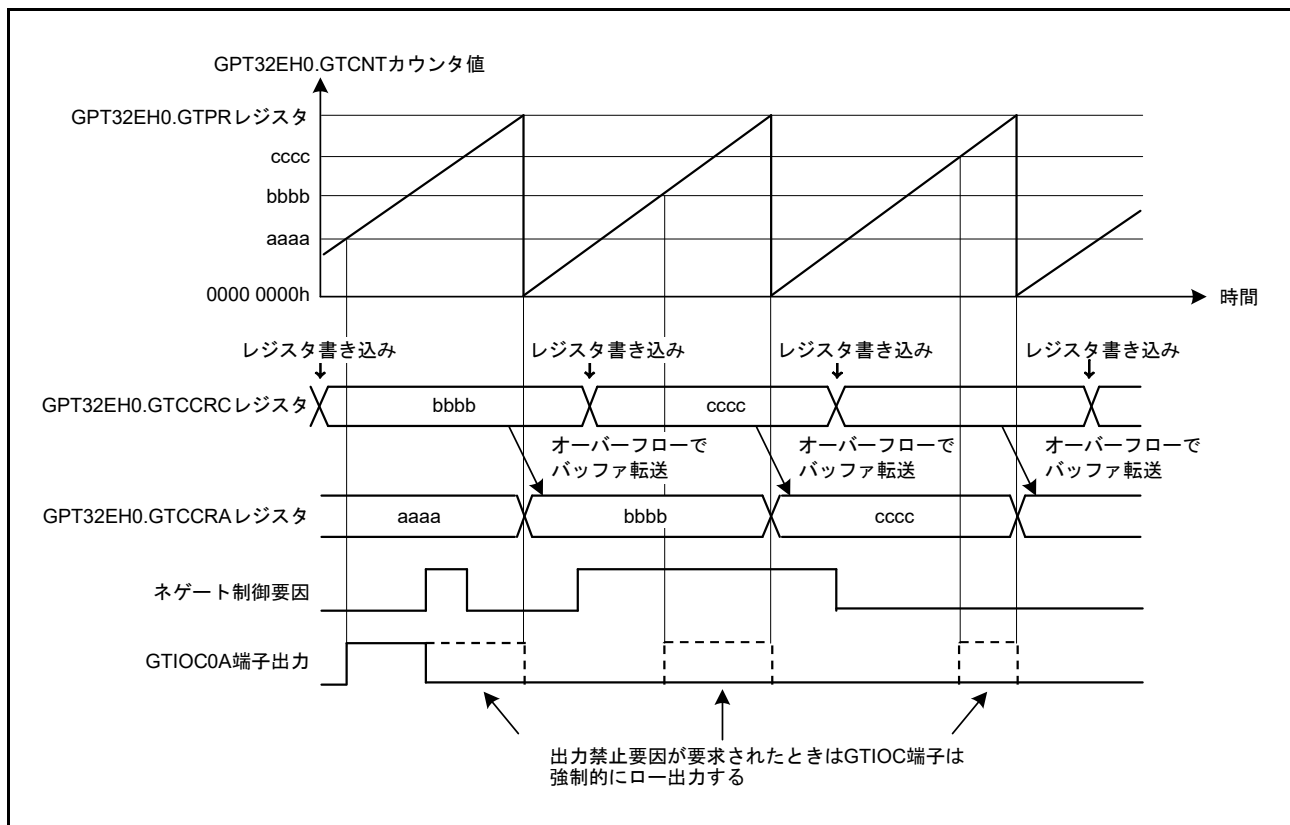 GPT32EH0.GTCNTカウンタ値
GPT32EH0.GTPRレジスタ
cccc
bbbb
aaaa
0000 0000h
時間
レジスタ書き込み レジスタ書き込み レジスタ書き込み レジスタ書き込み
GPT32EH0.GTCCRCレジスタ bbbb cccc
オーバーフローで オーバーフローで オーバーフローで
バッファ転送 バッファ転送 バッファ転送
GPT32EH0.GTCCRAレジスタ aaaa bbbb cccc
ネゲート制御要因
GTIOC0A端子出力
出力禁止要因が要求されたときはGTIOC端子は
強制的にロー出力する